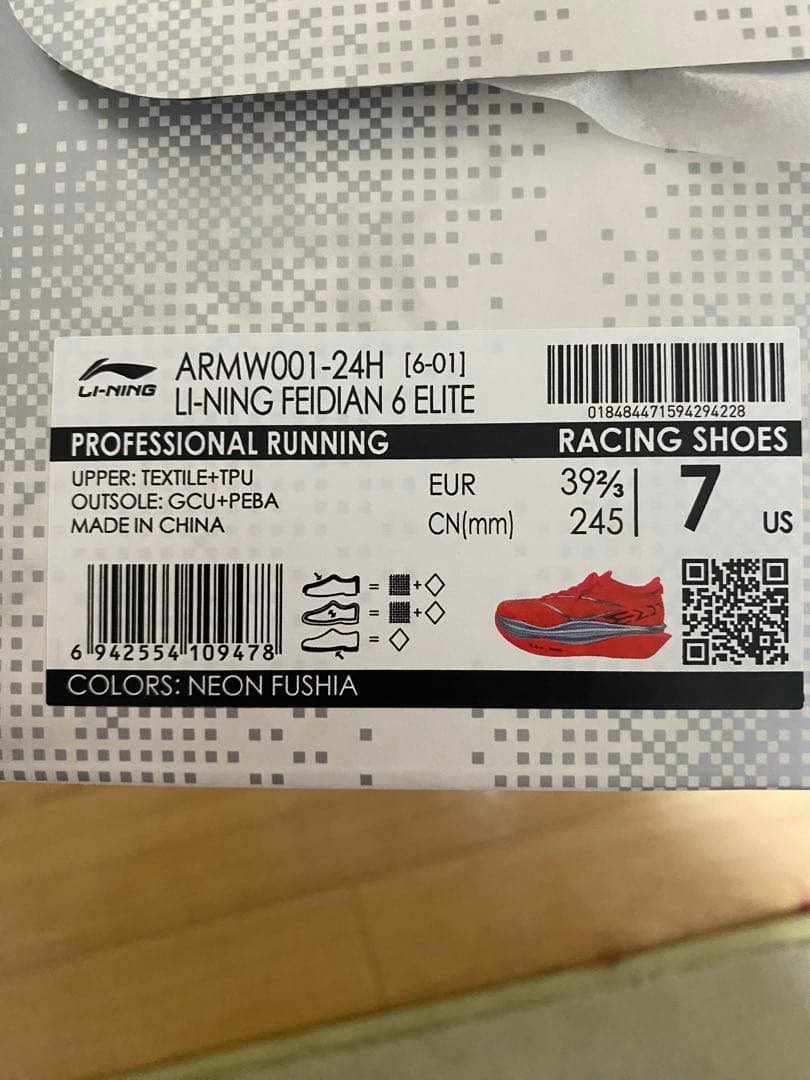 LI-NING
ARMW001-24H [6-01]
LI-NING FEIDIAN 6 ELITE
018484471594294228
PROFESSIONAL RUNNING RACING SHOES
UPPER: TEXTILE+TPU
OUTSOLE: GCU+PEBA
MADE IN CHINA
EUR 39⅔
CN(mm) 245
7 US
6 942554 109478
COLORS: NEON FUSHIA